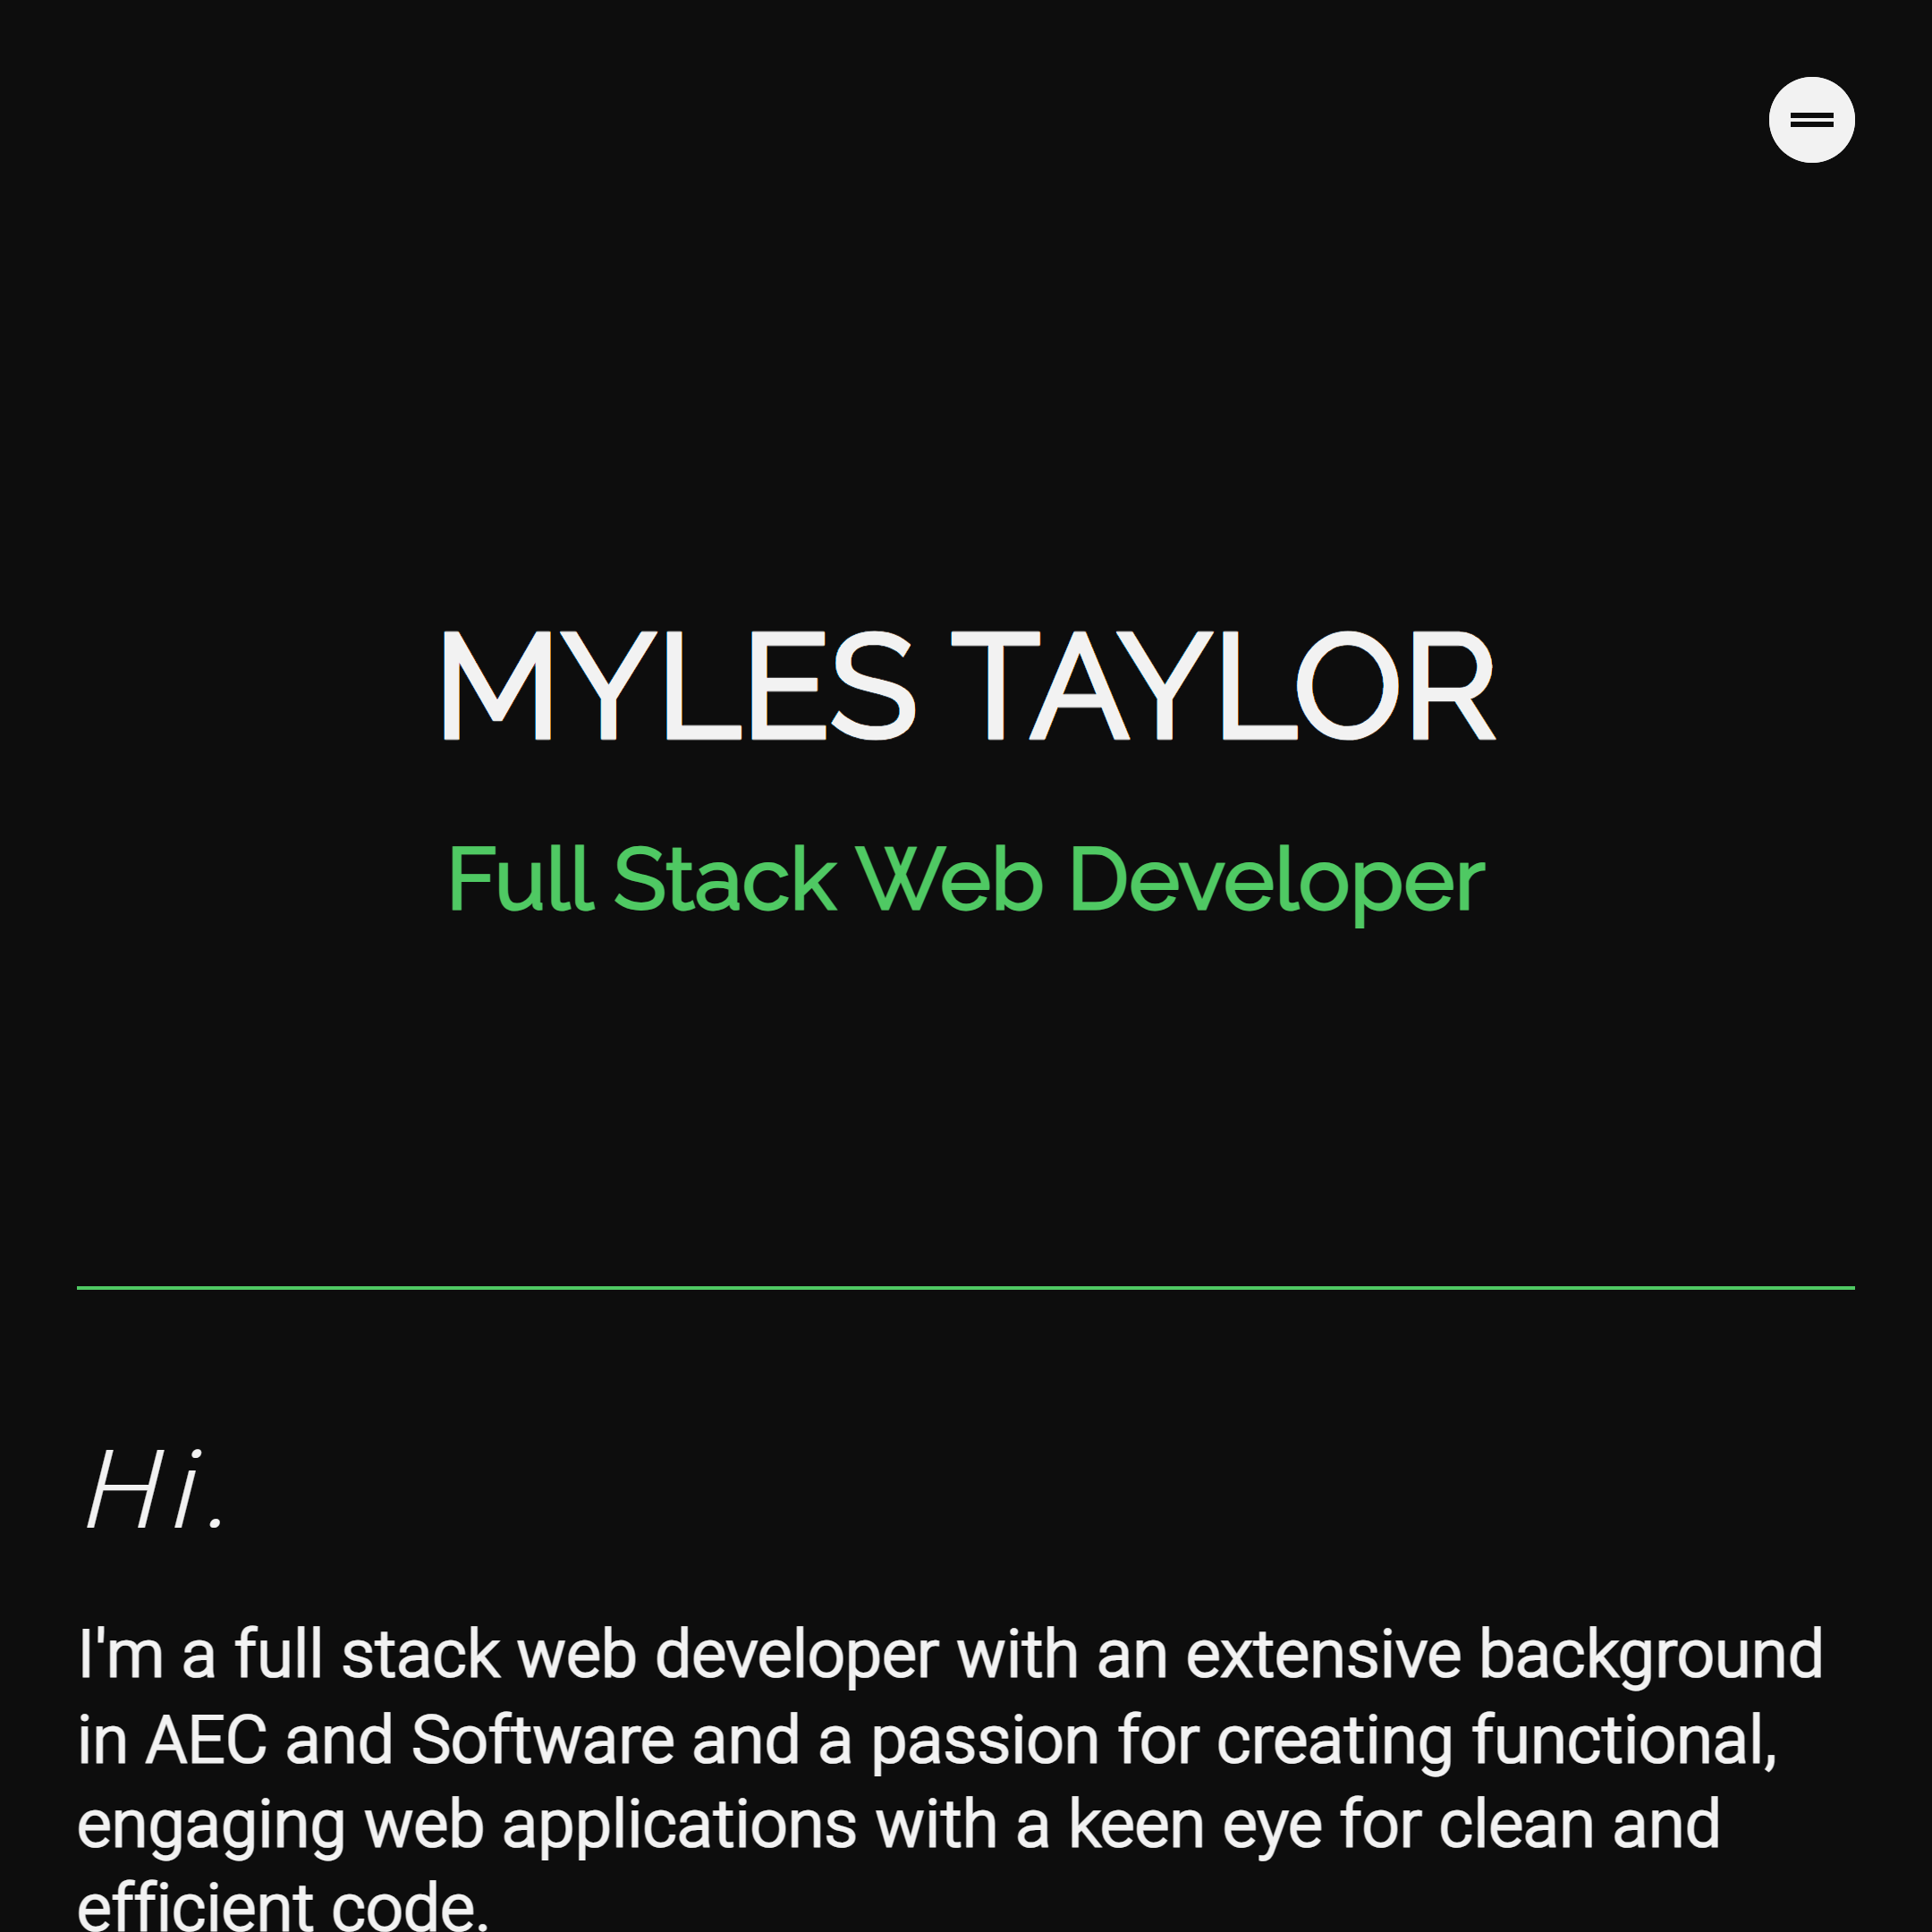 MYLES TAYLOR
Full Stack Web Developer
Hi.
I'm a full stack web developer with an extensive background
in AEC and Software and a passion for creating functional,
engaging web applications with a keen eye for clean and
efficient code.